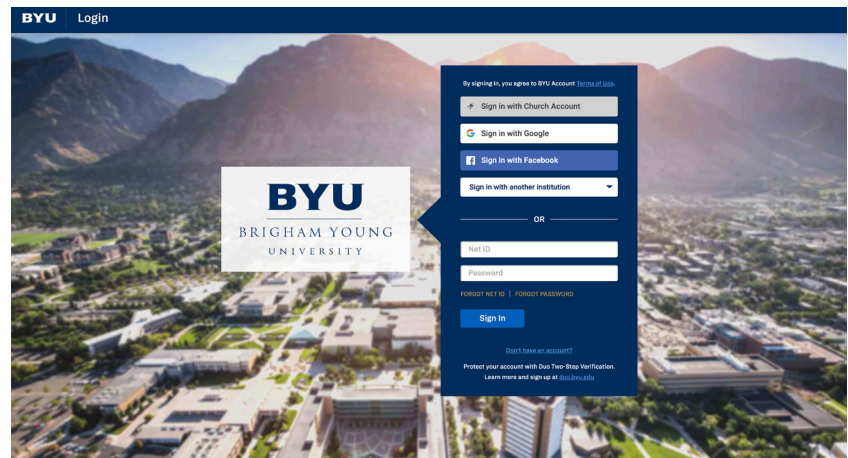 BYU Login
By signing in, you agree to BYU Account Terms of Use.
Sign in with Church Account
Sign in with Google
Sign in with Facebook
Sign in with another institution
BYU
BRIGHAM YOUNG
UNIVERSITY
OR
Net ID
Password
FORGOT NET ID | FORGOT PASSWORD
Sign In
Don't have an account?
Protect your account with Duo Two-Step Verification.
Learn more and sign up at duo.byu.edu